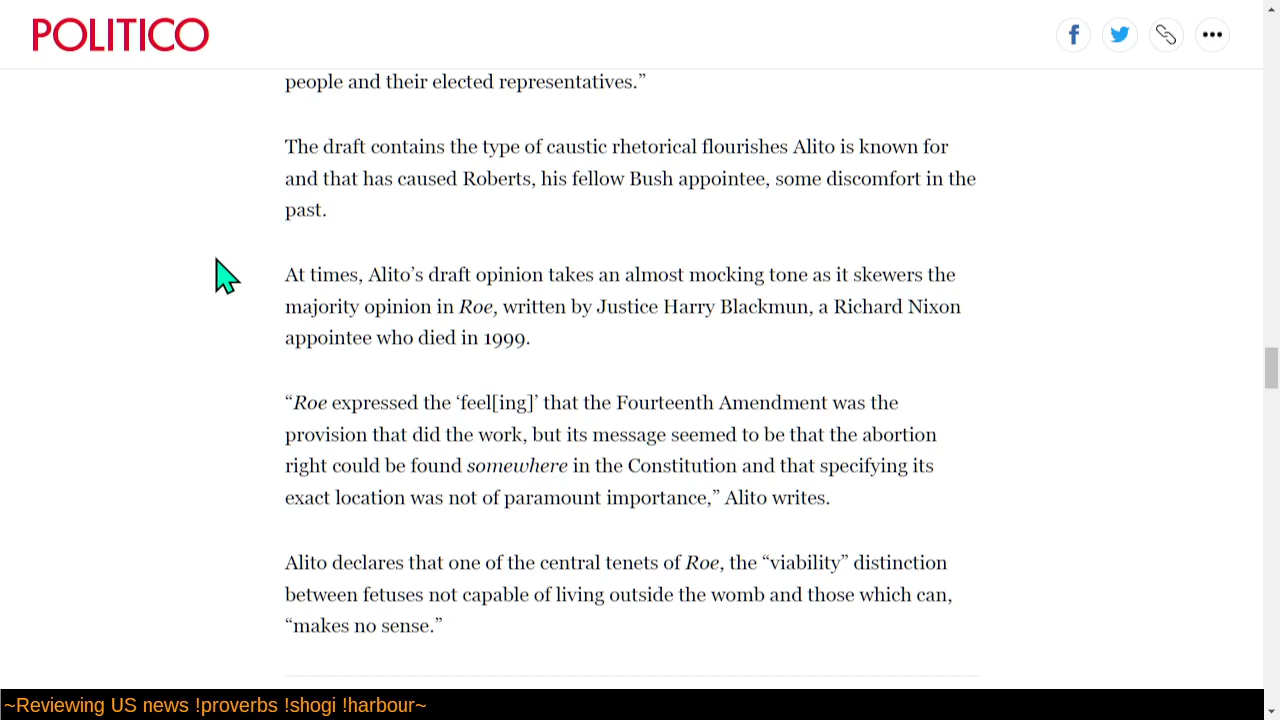 POLITICO
people and their elected representatives.”
The draft contains the type of caustic rhetorical flourishes Alito is known for
and that has caused Roberts, his fellow Bush appointee, some discomfort in the
past.
At times, Alito’s draft opinion takes an almost mocking tone as it skewers the
majority opinion in Roe, written by Justice Harry Blackmun, a Richard Nixon
appointee who died in 1999.
“Roe expressed the ‘feel[ing]’ that the Fourteenth Amendment was the
provision that did the work, but its message seemed to be that the abortion
right could be found somewhere in the Constitution and that specifying its
exact location was not of paramount importance,” Alito writes.
Alito declares that one of the central tenets of Roe, the “viability” distinction
between fetuses not capable of living outside the womb and those which can,
“makes no sense.”
~Reviewing US news !proverbs !shogi !harbour~